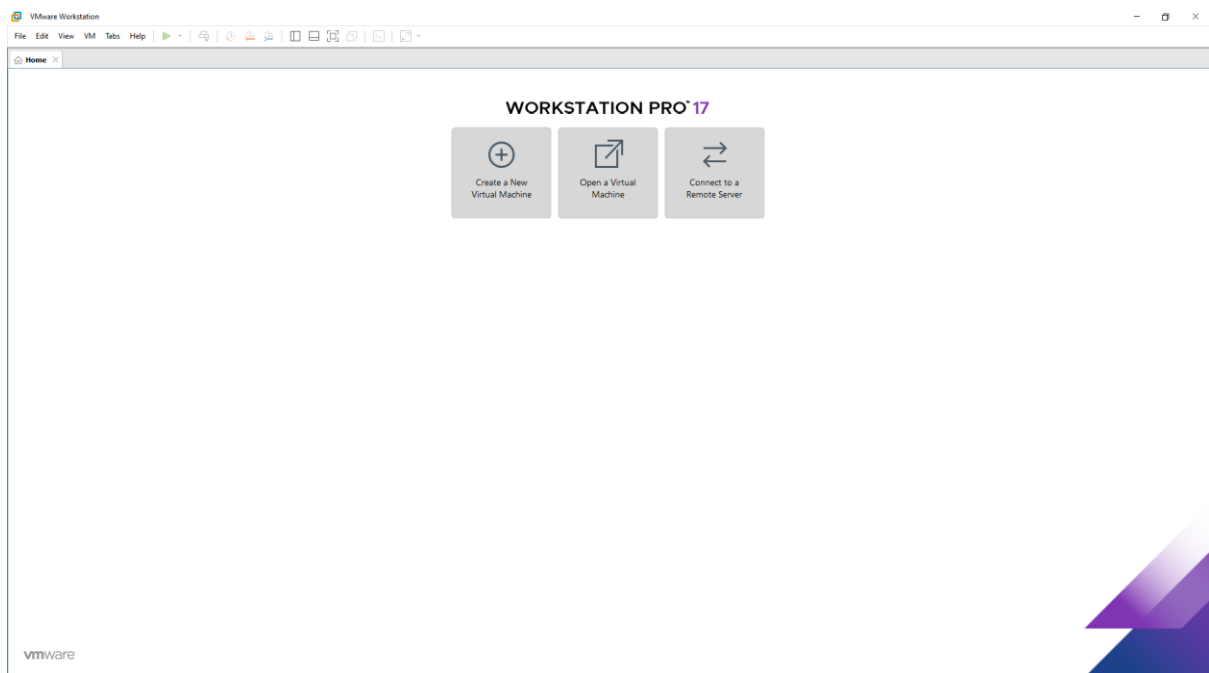 VMware Workstation
File Edit View VM Tabs Help
Home
WORKSTATION PRO™ 17
Create a New
Virtual Machine
Open a Virtual
Machine
Connect to a
Remote Server
vmware